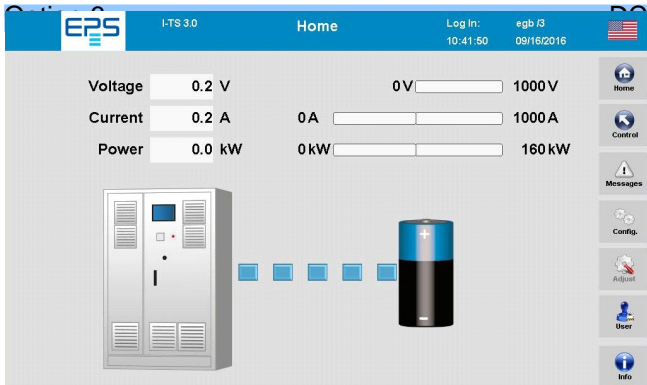 EPS
I-TS 3.0
Home
Log In:
egb /3
10:41:50
09/16/2016
Voltage 0.2 V
0 V 1000 V
Current 0.2 A
0 A 1000 A
Power 0.0 kW
0 kW 160 kW
+
-
Home
Control
Messages
Config.
Adjust
User
Info